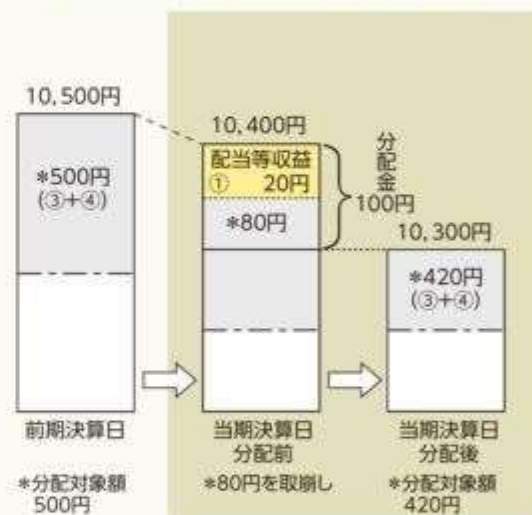 10,500円
*500円
(③+④)
前期決算日
*分配対象額
500円
10,400円
配当等収益
① 20円
*80円
分配金
100円
当期決算日
分配前
*80円を取崩し
10,300円
*420円
(③+④)
当期決算日
分配後
*分配対象額
420円